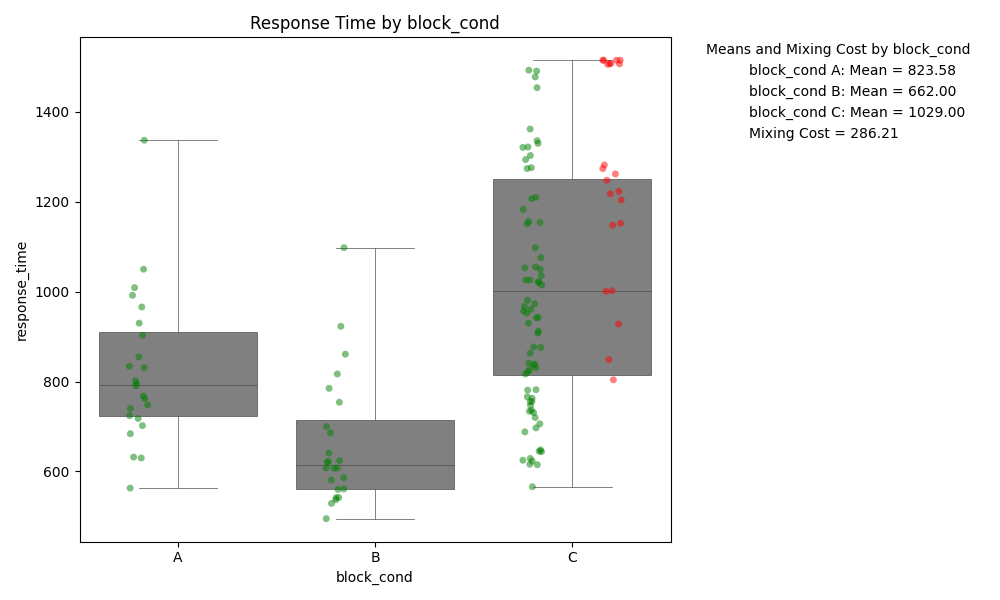 Response Time by block_cond
Means and Mixing Cost by block_cond
block_cond A: Mean = 823.58
block_cond B: Mean = 662.00
block_cond C: Mean = 1029.00
Mixing Cost = 286.21
response_time
1400
1200
1000
800
600
A
B
C
block_cond